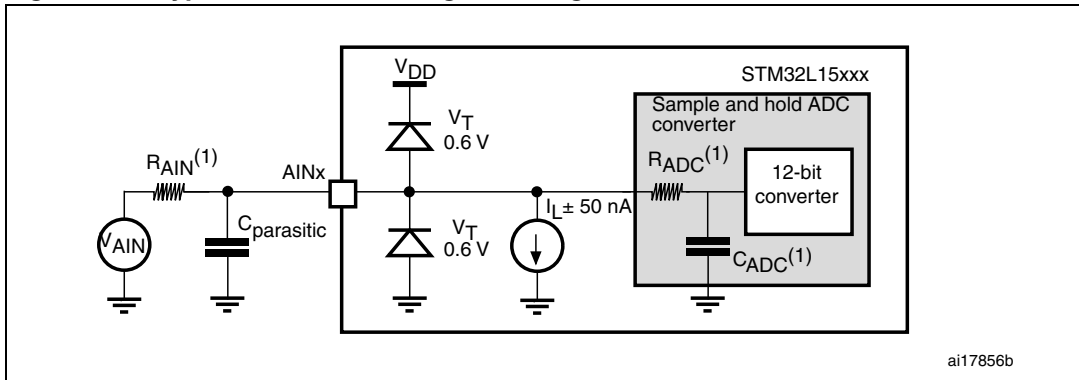 STM32L15xxx
Sample and hold ADC
converter
VDD
VT
0.6 V
RAIN(1)
AINx
RADC(1)
12-bit
converter
IL± 50 nA
VAIN
Cparasitic
VT
0.6 V
CADC(1)
ai17856b